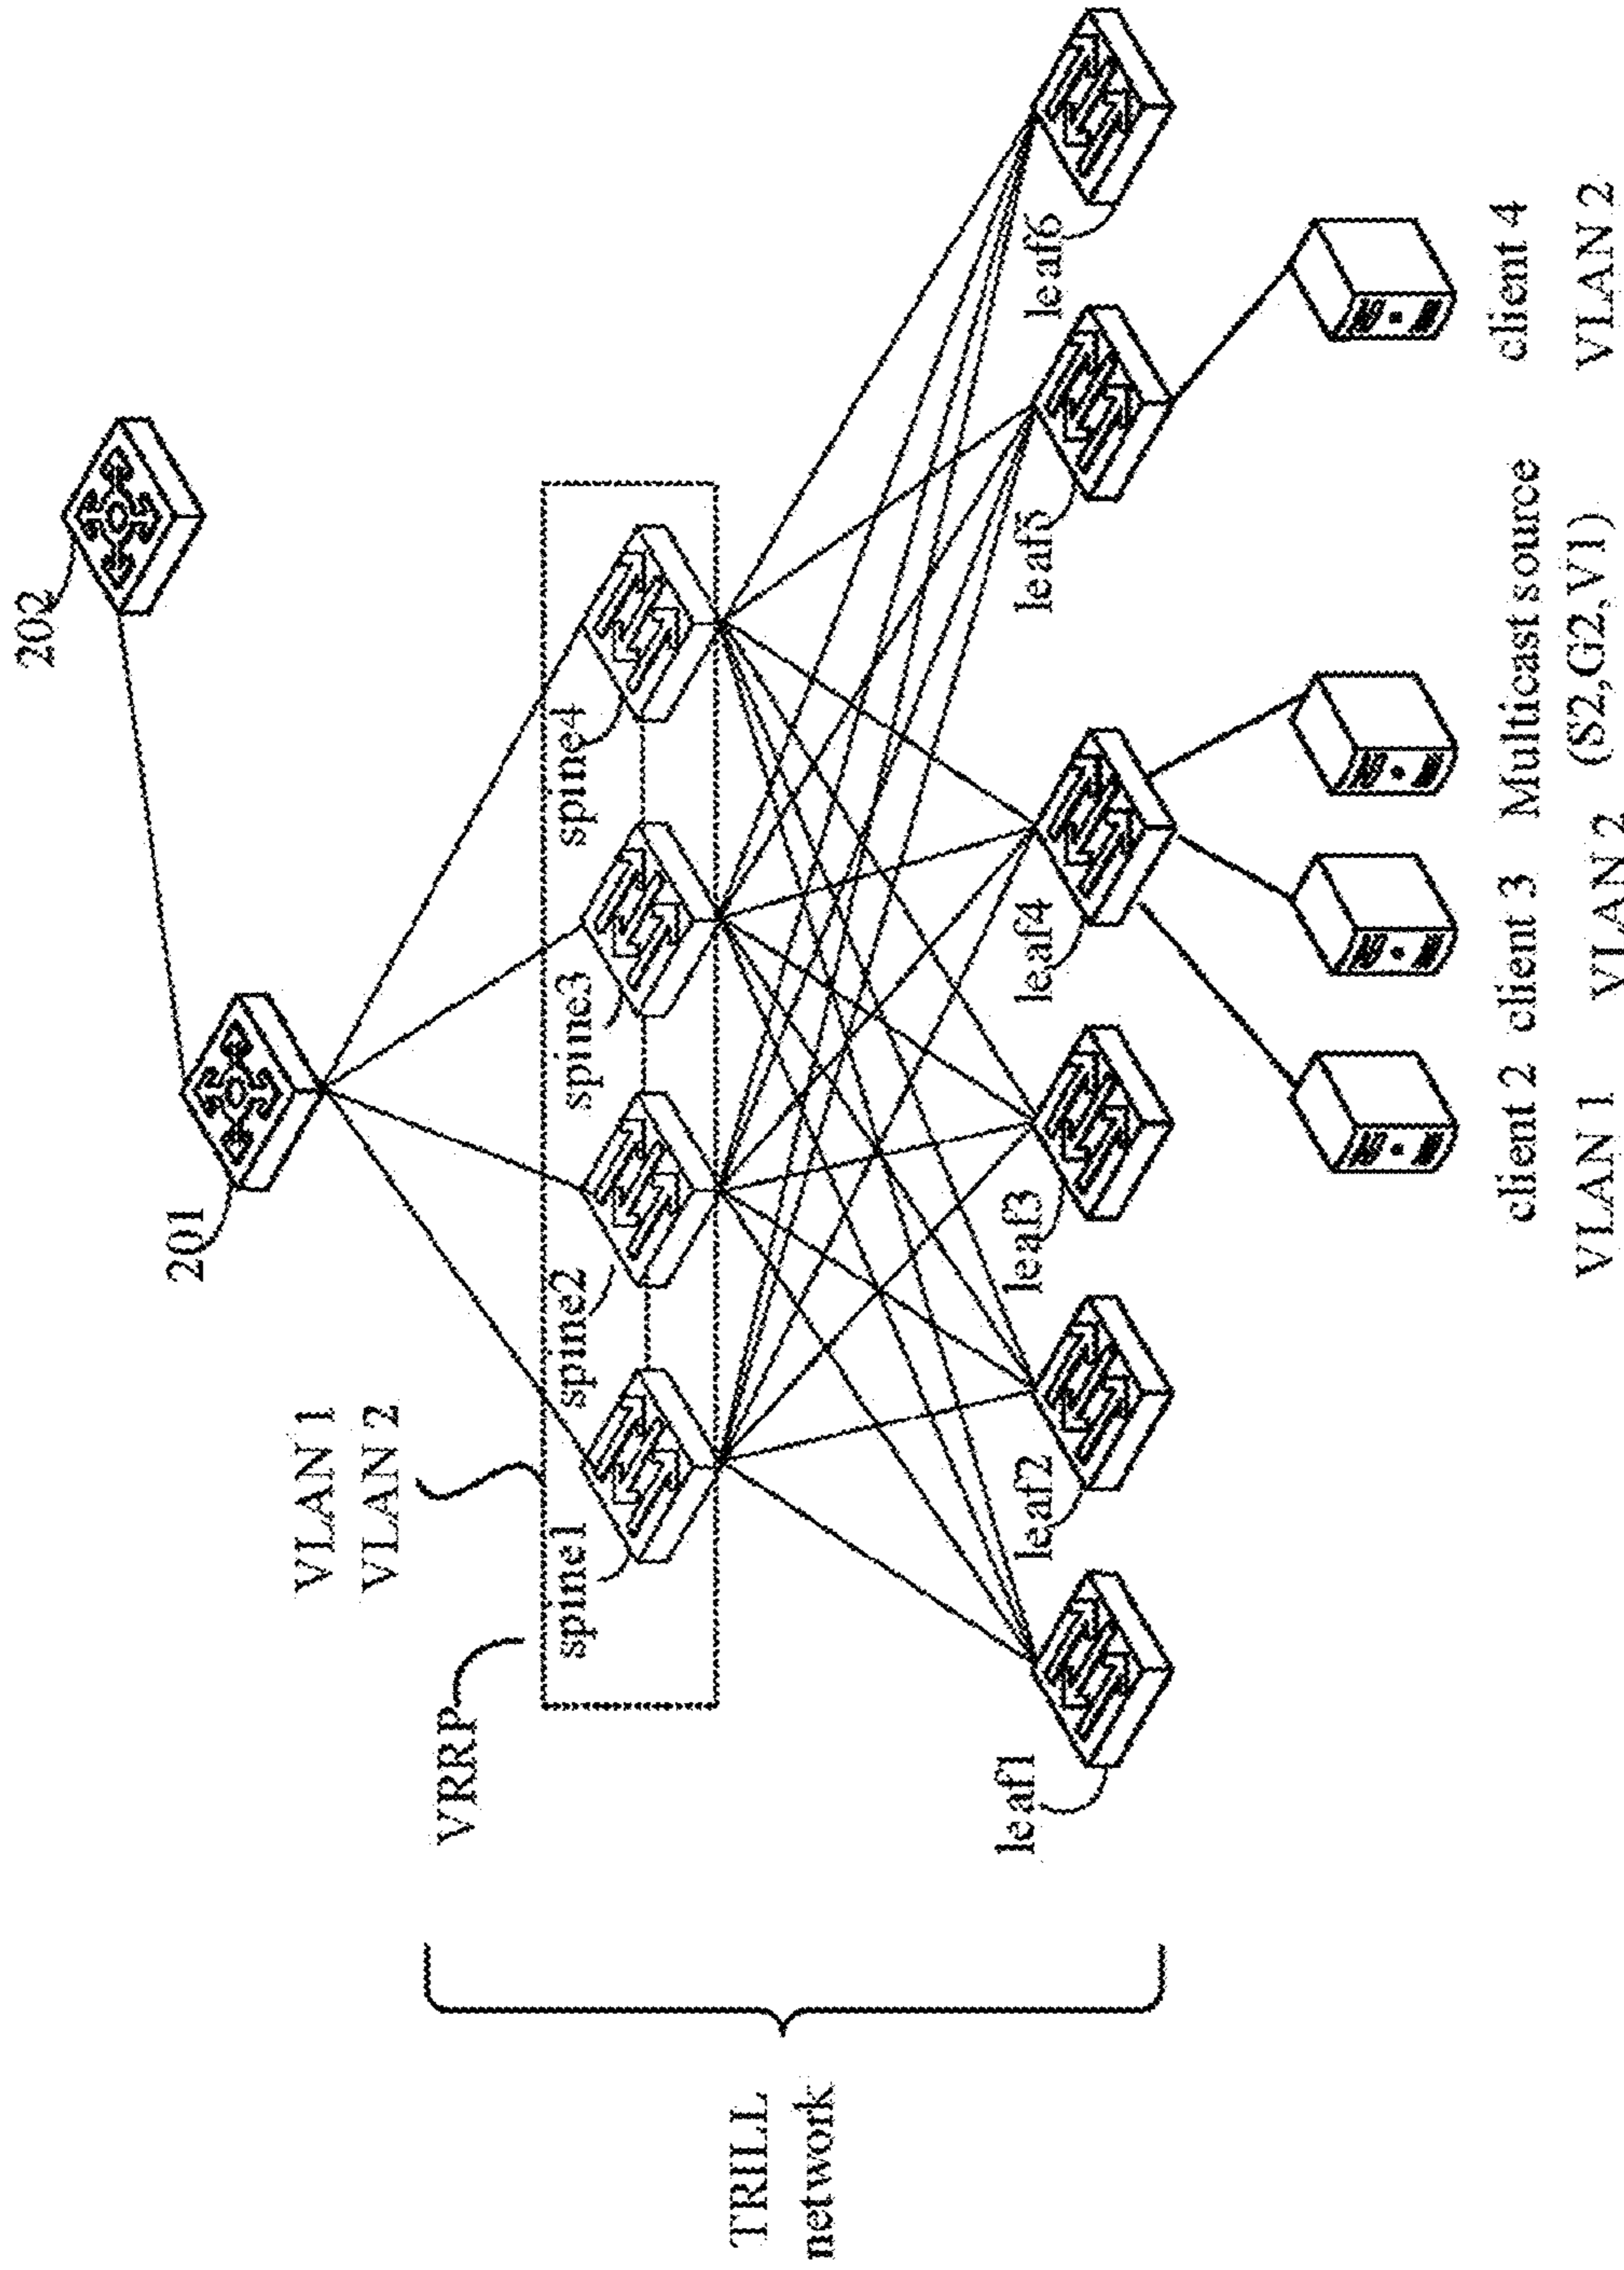 202
201
VLAN 1
VLAN 2
VRRP
spine1
spine2
spine3
spine4
TRILL
network
leaf1
leaf2
leaf3
leaf4
leaf5
leaf6
client 2
client 3
Multicast source
client 4
VLAN 1
VLAN 2
(S2,G2,V1)
VLAN 2